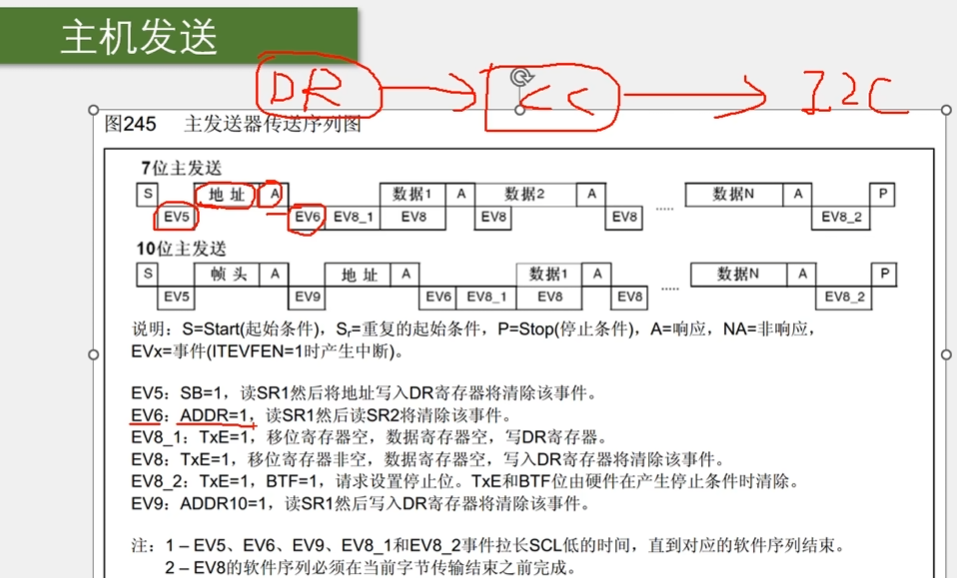 主机发送
DR << I2C
图245 主发送器传送序列图
7位主发送
S 地址 A 数据1 A 数据2 A 数据N A P
EV5 EV6 EV8_1 EV8 EV8 EV8 ..... EV8_2
10位主发送
S 帧头 A 地址 A 数据1 A 数据N A P
EV5 EV9 EV6 EV8_1 EV8 EV8 ..... EV8_2
说明：S=Start(起始条件)，Sr=重复的起始条件，P=Stop(停止条件)，A=响应，NA=非响应，
EVx=事件(ITEVFEN=1时产生中断)。
EV5：SB=1，读SR1然后将地址写入DR寄存器将清除该事件。
EV6：ADDR=1，读SR1然后读SR2将清除该事件。
EV8_1：TxE=1，移位寄存器空，数据寄存器空，写DR寄存器。
EV8：TxE=1，移位寄存器非空，数据寄存器空，写入DR寄存器将清除该事件。
EV8_2：TxE=1，BTF=1，请求设置停止位。TxE和BTF位由硬件在产生停止条件时清除。
EV9：ADDR10=1，读SR1然后写入DR寄存器将清除该事件。
注：1－EV5、EV6、EV9、EV8_1和EV8_2事件拉长SCL低的时间，直到对应的软件序列结束。
2－EV8的软件序列必须在当前字节传输结束之前完成。